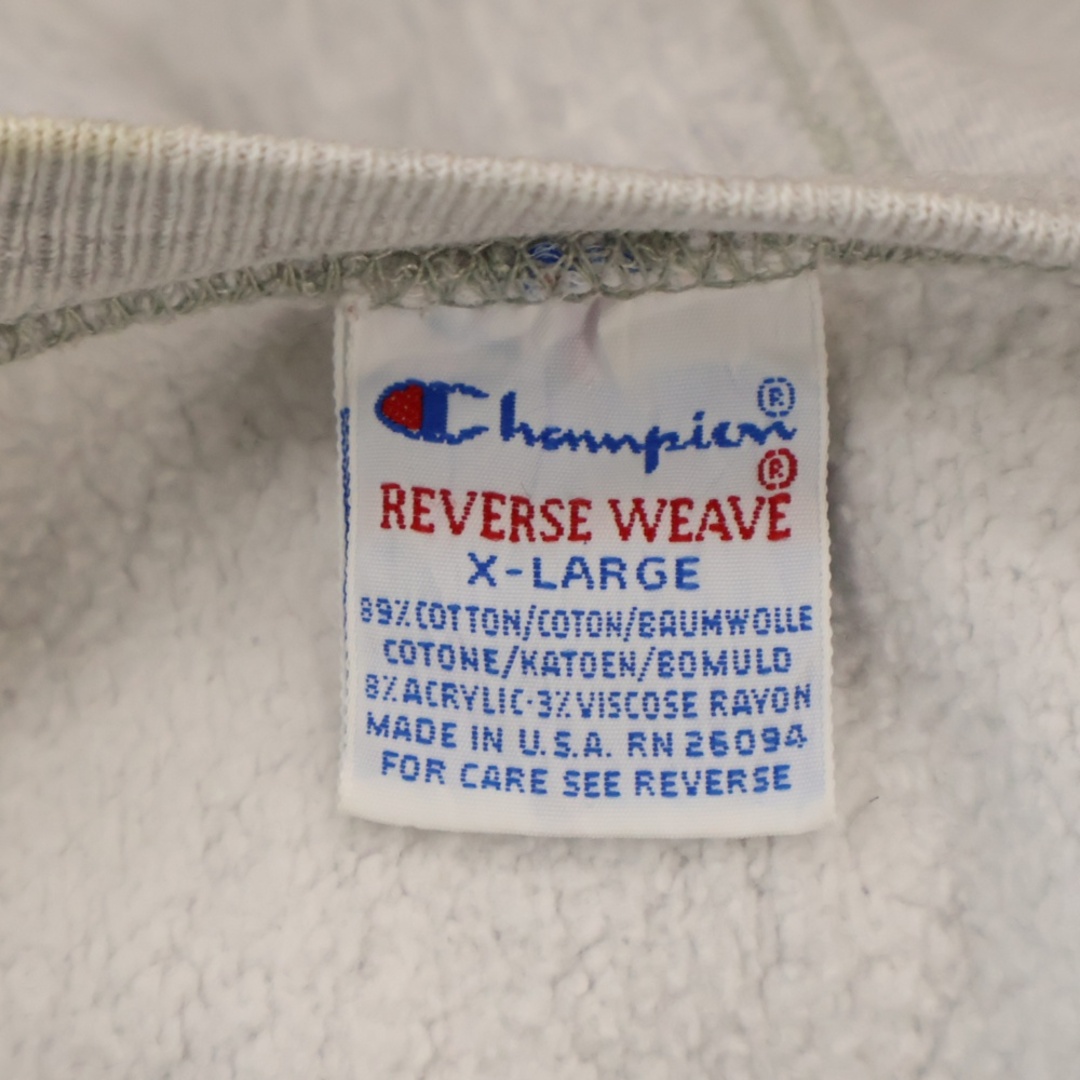 Champion®
REVERSE WEAVE®
X-LARGE
89% COTTON/COTON/BAUMWOLLE
COTONE/KATOEN/BOMULD
8% ACRYLIC·3% VISCOSE RAYON
MADE IN U.S.A. RN 26094
FOR CARE SEE REVERSE